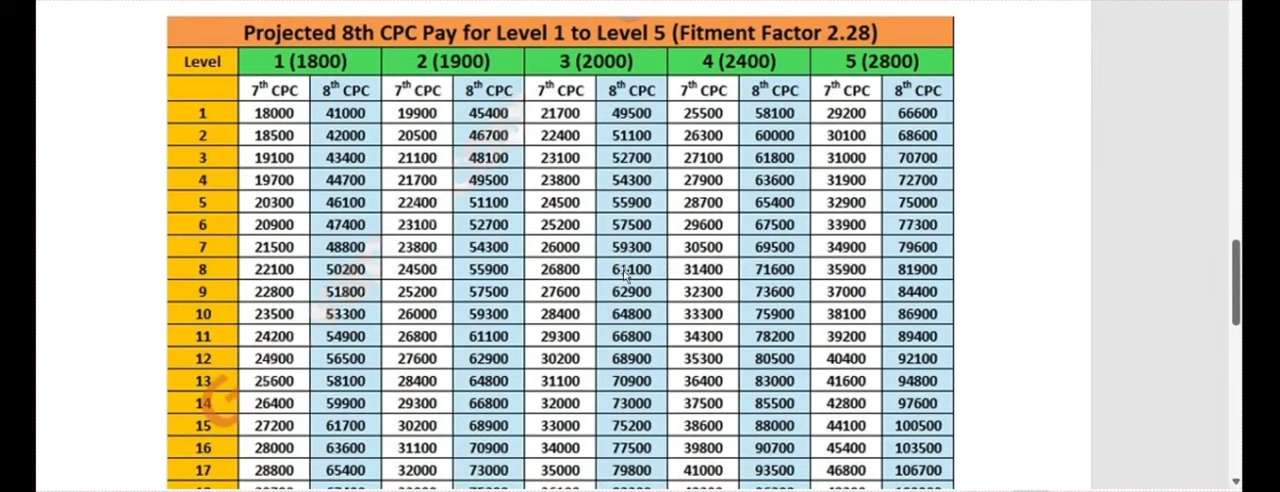 Projected 8th CPC Pay for Level 1 to Level 5 (Fitment Factor 2.28)
Level 1 (1800) 2 (1900) 3 (2000) 4 (2400) 5 (2800)
7th CPC 8th CPC 7th CPC 8th CPC 7th CPC 8th CPC 7th CPC 8th CPC 7th CPC 8th CPC
1 18000 41000 19900 45400 21700 49500 25500 58100 29200 66600
2 18500 42000 20500 46700 22400 51100 26300 60000 30100 68600
3 19100 43400 21100 48100 23100 52700 27100 61800 31000 70700
4 19700 44700 21700 49500 23800 54300 27900 63600 31900 72700
5 20300 46100 22400 51100 24500 55900 28700 65400 32900 75000
6 20900 47400 23100 52700 25200 57500 29600 67500 33900 77300
7 21500 48800 23800 54300 26000 59300 30500 69500 34900 79600
8 22100 50200 24500 55900 26800 61100 31400 71600 35900 81900
9 22800 51800 25200 57500 27600 62900 32300 73600 37000 84400
10 23500 53300 26000 59300 28400 64800 33300 75900 38100 86900
11 24200 54900 26800 61100 29300 66800 34300 78200 39200 89400
12 24900 56500 27600 62900 30200 68900 35300 80500 40400 92100
13 25600 58100 28400 64800 31100 70900 36400 83000 41600 94800
14 26400 59900 29300 66800 32000 73000 37500 85500 42800 97600
15 27200 61700 30200 68900 33000 75200 38600 88000 44100 100500
16 28000 63600 31100 70900 34000 77500 39800 90700 45400 103500
17 28800 65400 32000 73000 35000 79800 41000 93500 46800 106700